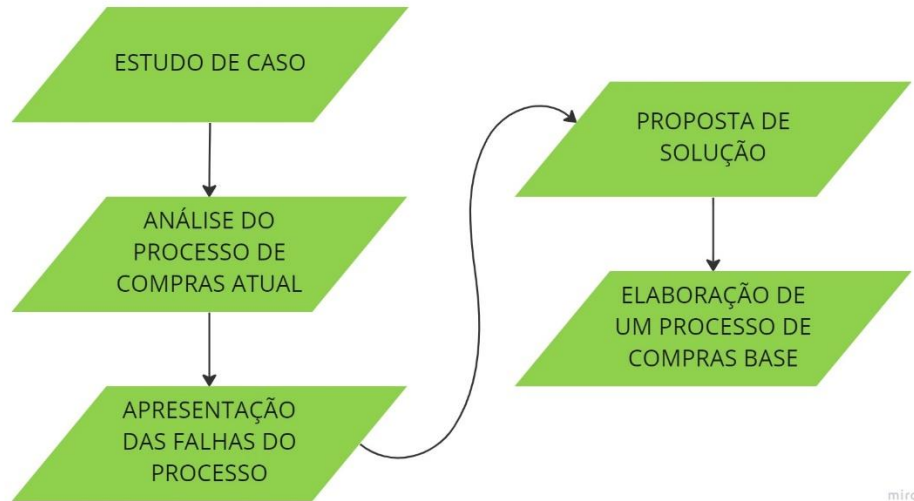 ESTUDO DE CASO
ANÁLISE DO
PROCESSO DE
COMPRAS ATUAL
APRESENTAÇÃO
DAS FALHAS DO
PROCESSO
PROPOSTA DE
SOLUÇÃO
ELABORAÇÃO DE
UM PROCESSO DE
COMPRAS BASE
miro